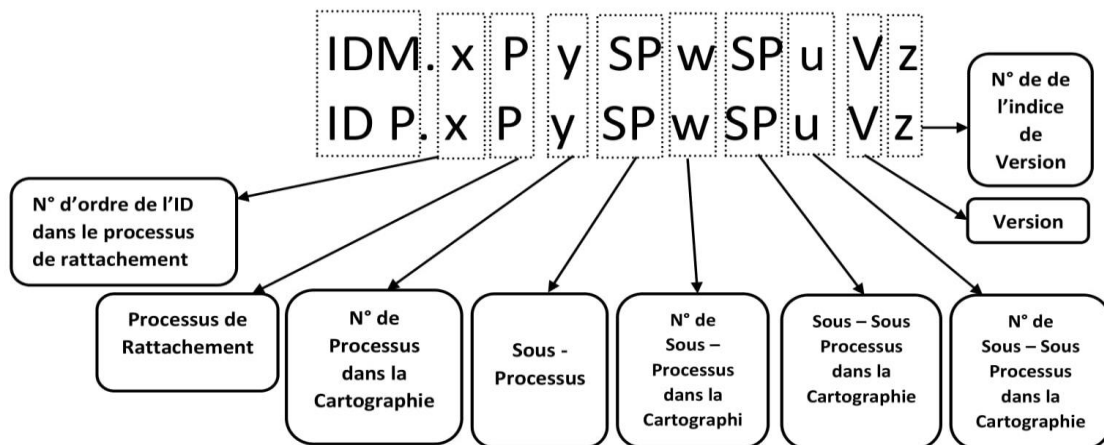 IDM. x P y SP w SP u V z
ID P. x P y SP w SP u V z
N° de de
l'indice
de
Version
N° d'ordre de l'ID
dans le processus
de rattachement
Version
Processus de
Rattachement
N° de
Processus
dans la
Cartographie
Sous -
Processus
N° de
Sous –
Processus
dans la
Cartographi
Sous – Sous
Processus
dans la
Cartographie
N° de
Sous – Sous
Processus
dans la
Cartographie